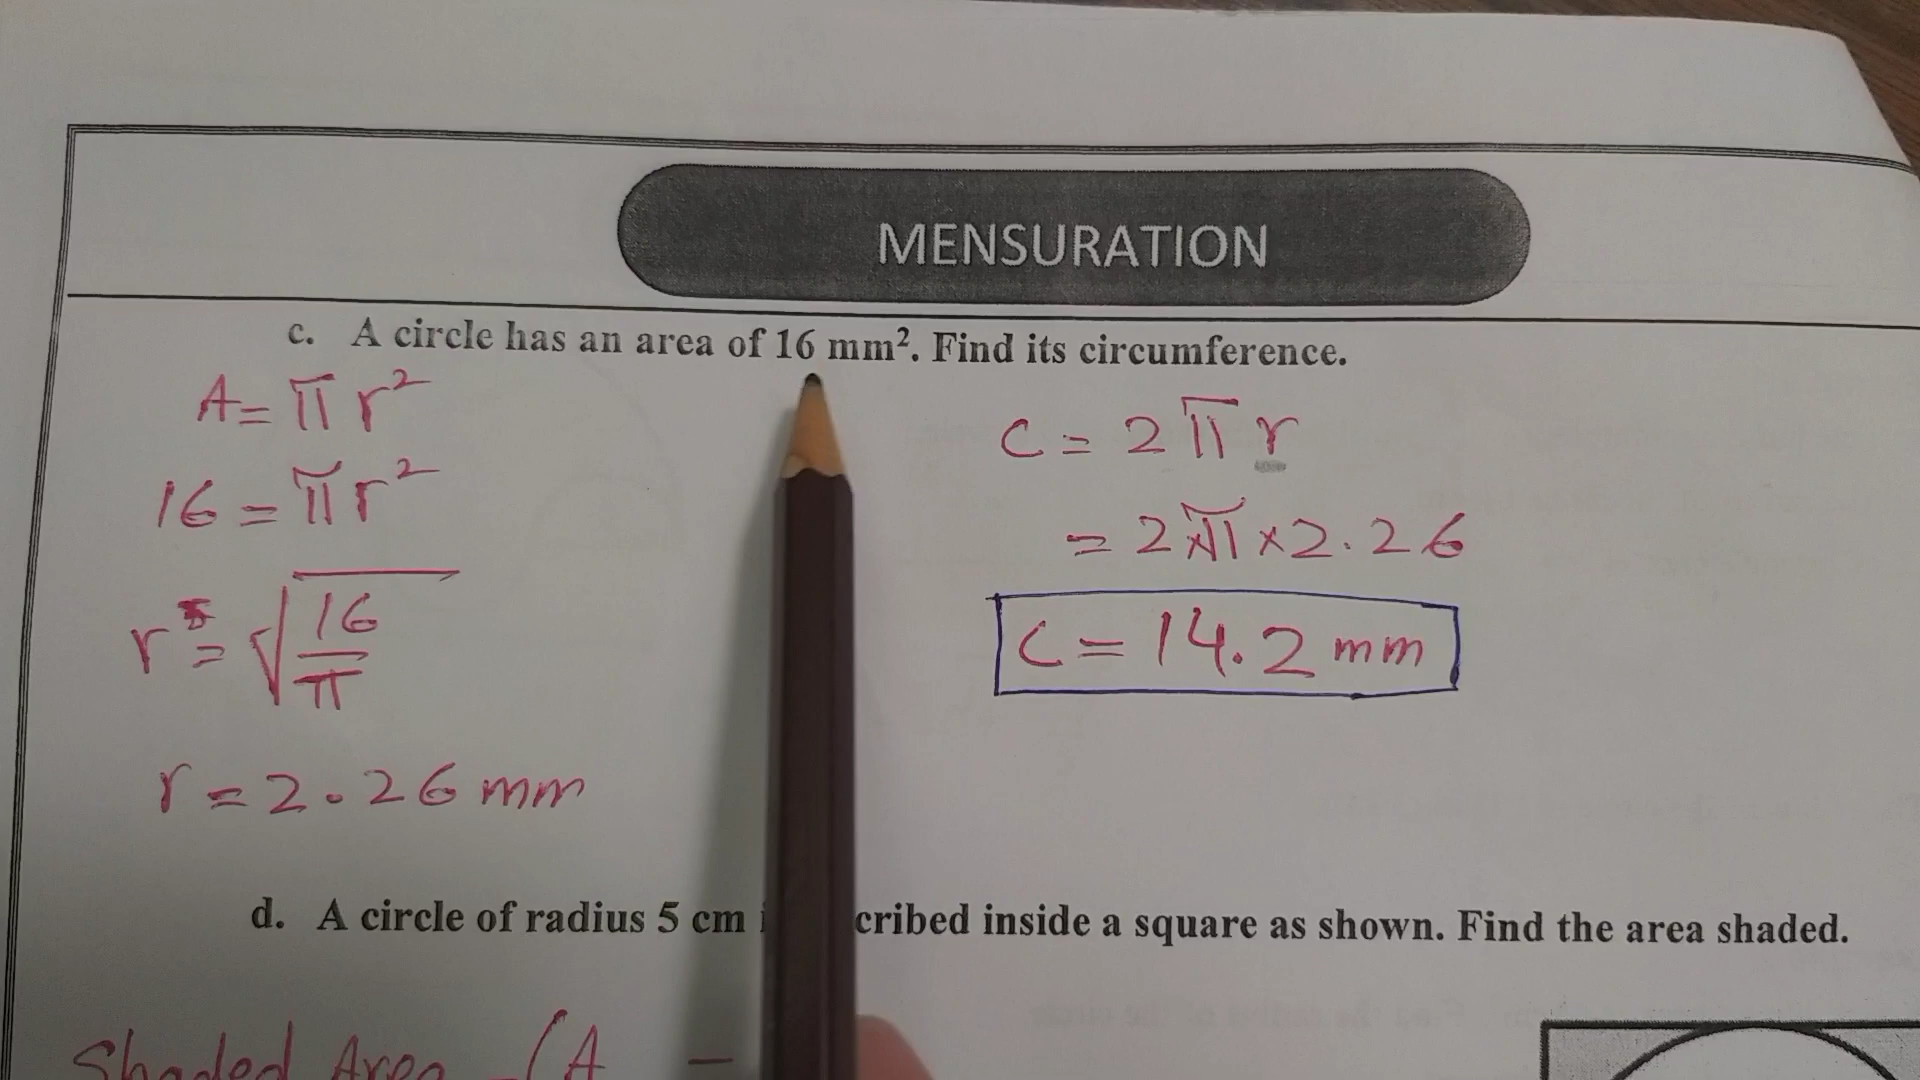 MENSURATION
c. A circle has an area of 16 mm². Find its circumference.
A = π r²
16 = π r²
r = √(16/π)
r = 2.26 mm
C = 2 π r
= 2 π × 2.26
C = 14.2 mm
d. A circle of radius 5 cm cribed inside a square as shown. Find the area shaded.
Shaded Area = (A -